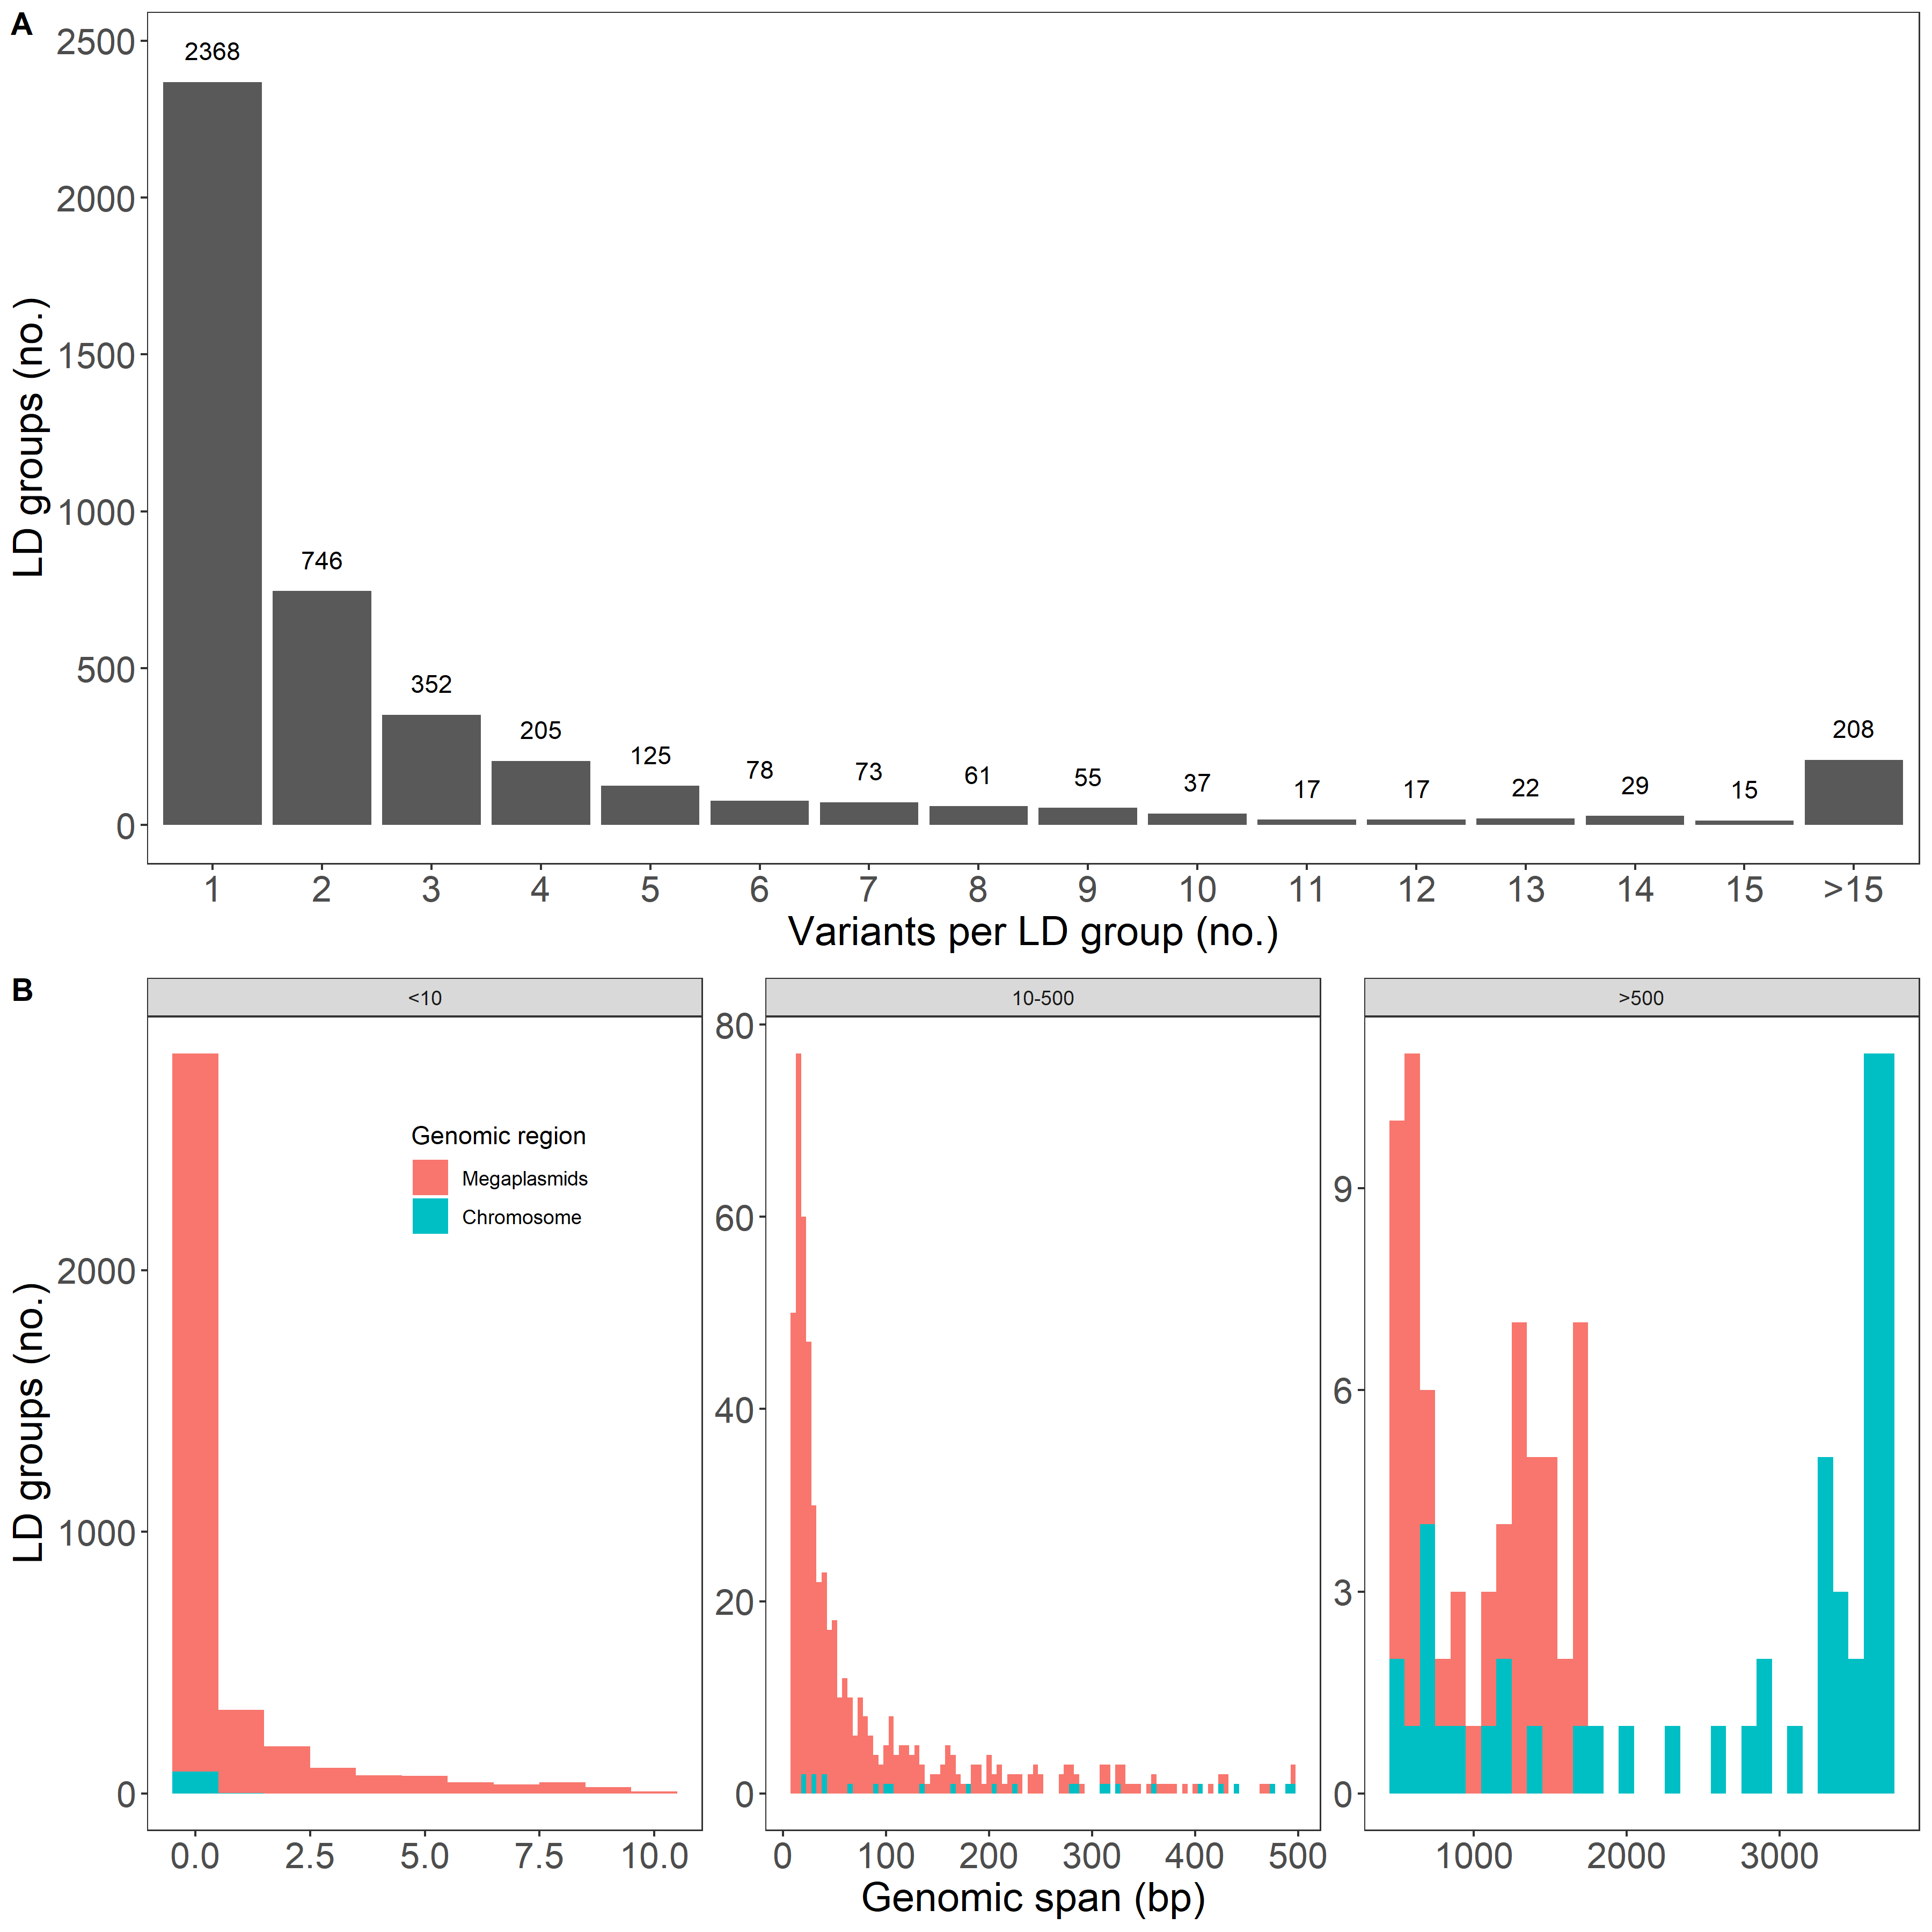 A
LD groups (no.)
2500
2000
1500
1000
500
0
2368
746
352
205
125
78
73
61
55
37
17
17
22
29
15
208
1 2 3 4 5 6 7 8 9 10 11 12 13 14 15 >15
Variants per LD group (no.)
B
<10
10-500
>500
LD groups (no.)
2000
1000
0
Genomic region
Megaplasmids
Chromosome
0.0 2.5 5.0 7.5 10.0
80
60
40
20
0
0 100 200 300 400 500
9
6
3
0
1000 2000 3000
Genomic span (bp)